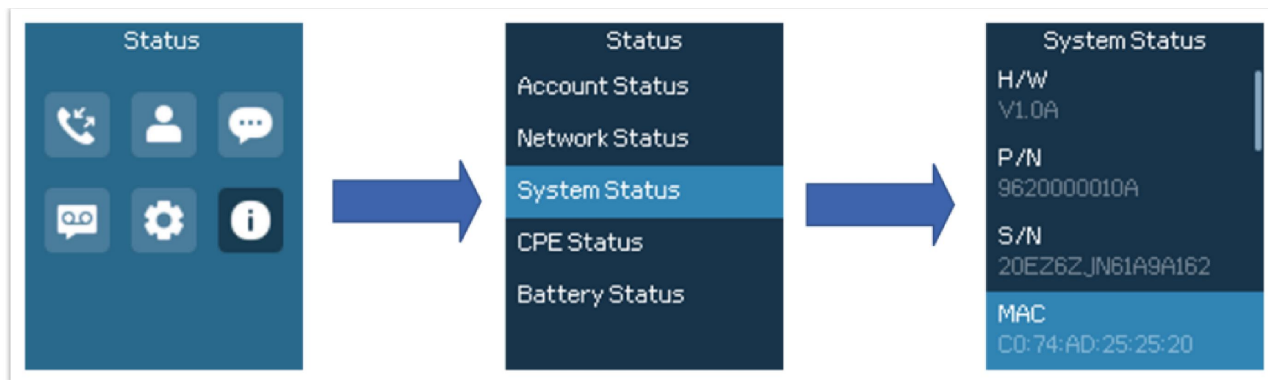 Status
Status
Account Status
Network Status
System Status
CPE Status
Battery Status
System Status
H/W
V1.0A
P/N
9620000010A
S/N
20EZ6ZJN61A9A162
MAC
C0:74:AD:25:25:20